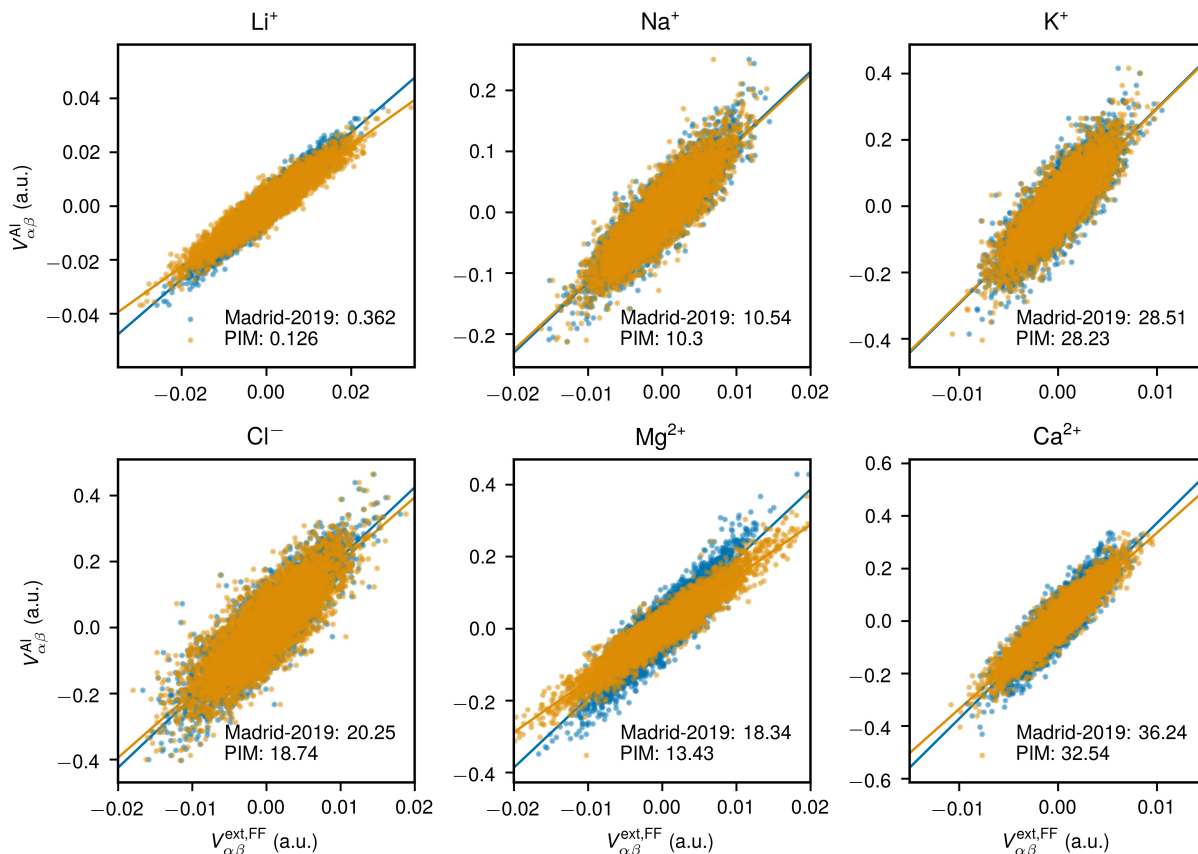 Li⁺
Na⁺
K⁺
V^AI_αβ (a.u.)
0.04
0.02
0.00
−0.02
−0.04
−0.02
0.00
0.02
Madrid-2019: 0.362
PIM: 0.126
0.2
0.1
0.0
−0.1
−0.2
−0.02
−0.01
0.00
0.01
0.02
Madrid-2019: 10.54
PIM: 10.3
0.4
0.2
0.0
−0.2
−0.4
−0.01
0.00
0.01
Madrid-2019: 28.51
PIM: 28.23
Cl⁻
Mg²⁺
Ca²⁺
V^AI_αβ (a.u.)
0.4
0.2
0.0
−0.2
−0.4
−0.02
−0.01
0.00
0.01
0.02
Madrid-2019: 20.25
PIM: 18.74
V^ext,FF_αβ (a.u.)
0.4
0.2
0.0
−0.2
−0.4
−0.02
−0.01
0.00
0.01
0.02
Madrid-2019: 18.34
PIM: 13.43
V^ext,FF_αβ (a.u.)
0.6
0.4
0.2
0.0
−0.2
−0.4
−0.6
−0.01
0.00
0.01
Madrid-2019: 36.24
PIM: 32.54
V^ext,FF_αβ (a.u.)